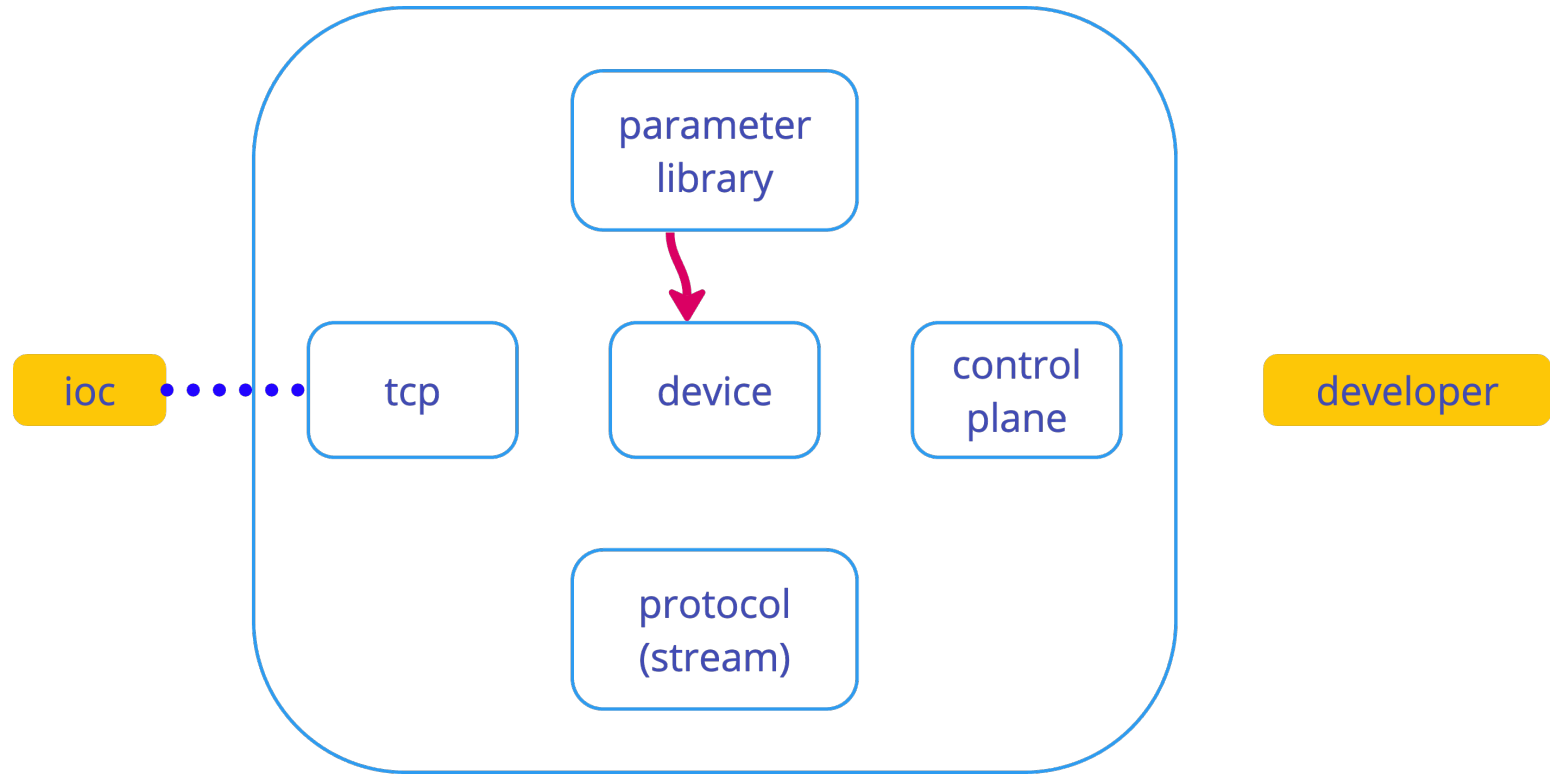 parameter
library
ioc
tcp
device
control
plane
developer
protocol
(stream)